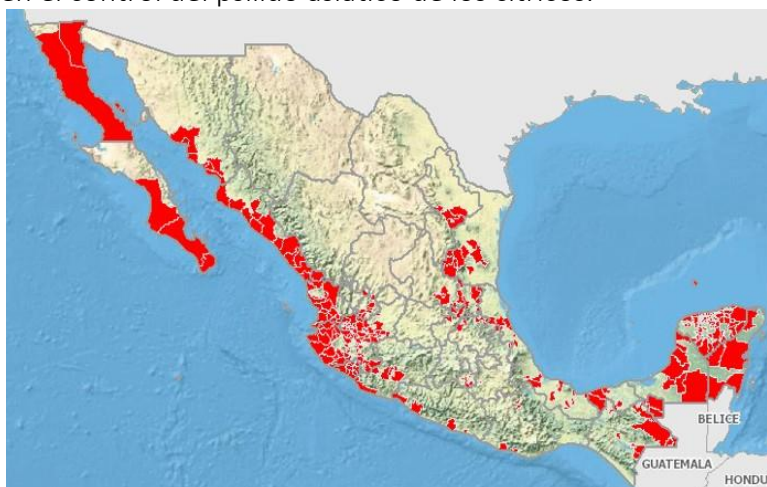 en el control del psílido asiático de los cítricos.
BELICE
GUATEMALA
HONDU